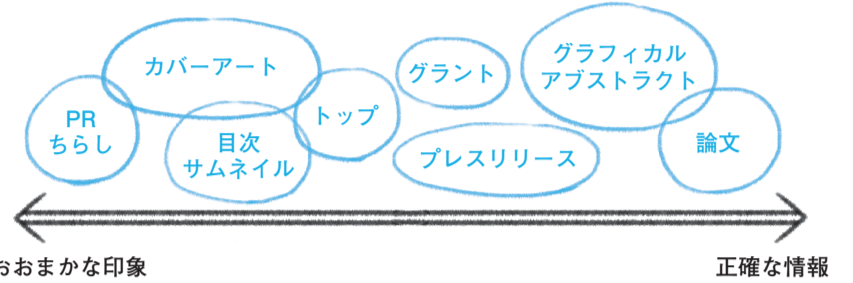 カバーアート
グラント
グラフィカル
アブストラクト
PR
ちらし
目次
サムネイル
トップ
プレスリリース
論文
おおまかな印象
正確な情報